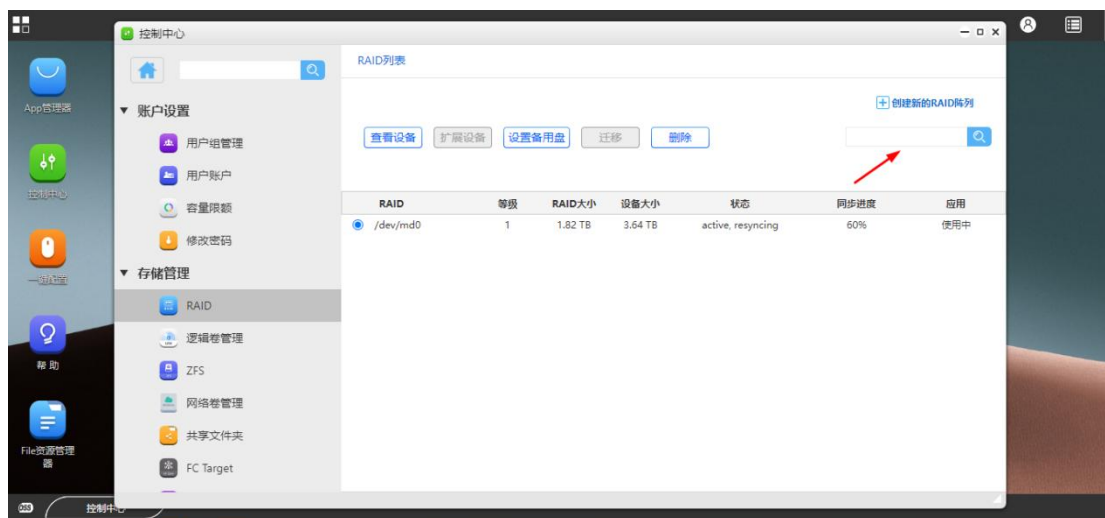 控制中心
RAID列表
App管理器
账户设置
创建新的RAID阵列
用户组管理
查看设备 扩展设备 设置备用盘 迁移 删除
用户账户
控制中心
RAID 等级 RAID大小 设备大小 状态 同步进度 应用
容量限额
/dev/md0 1 1.82 TB 3.64 TB active, resyncing 60% 使用中
修改密码
一键配置
存储管理
RAID
逻辑卷管理
帮 助
ZFS
网络卷管理
共享文件夹
File资源管理
器
FC Target
控制中心